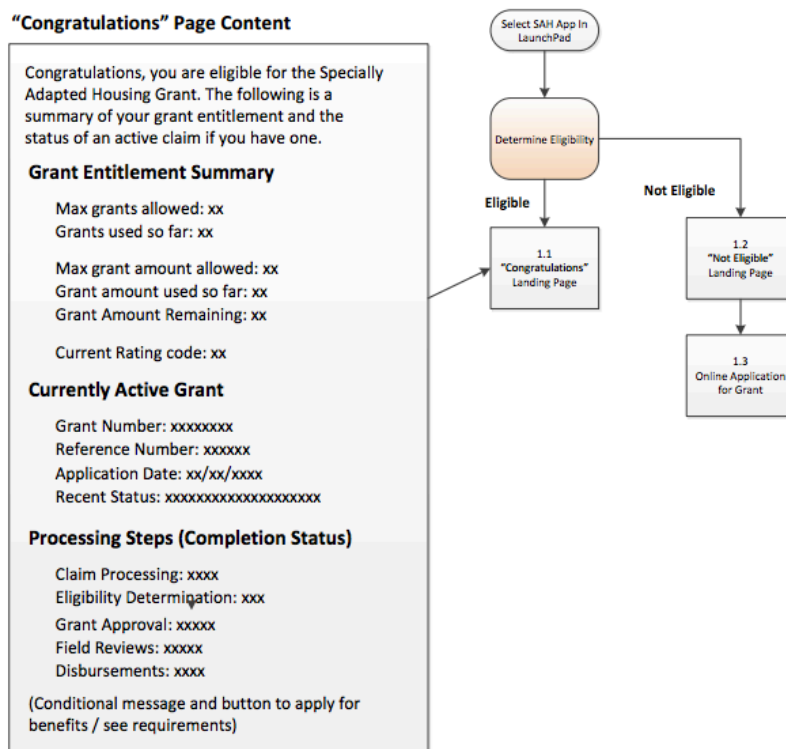 “Congratulations” Page Content
Congratulations, you are eligible for the Specially
Adapted Housing Grant. The following is a
summary of your grant entitlement and the
status of an active claim if you have one.
Grant Entitlement Summary
Max grants allowed: xx
Grants used so far: xx
Max grant amount allowed: xx
Grant amount used so far: xx
Grant Amount Remaining: xx
Current Rating code: xx
Currently Active Grant
Grant Number: xxxxxxxx
Reference Number: xxxxxx
Application Date: xx/xx/xxxx
Recent Status: xxxxxxxxxxxxxxxxxxxx
Processing Steps (Completion Status)
Claim Processing: xxxx
Eligibility Determination: xxx
Grant Approval: xxxxx
Field Reviews: xxxxx
Disbursements: xxxx
(Conditional message and button to apply for
benefits / see requirements)
Select SAH App In
LaunchPad
Determine Eligibility
Eligible
Not Eligible
1.1
“Congratulations”
Landing Page
1.2
“Not Eligible”
Landing Page
1.3
Online Application
for Grant